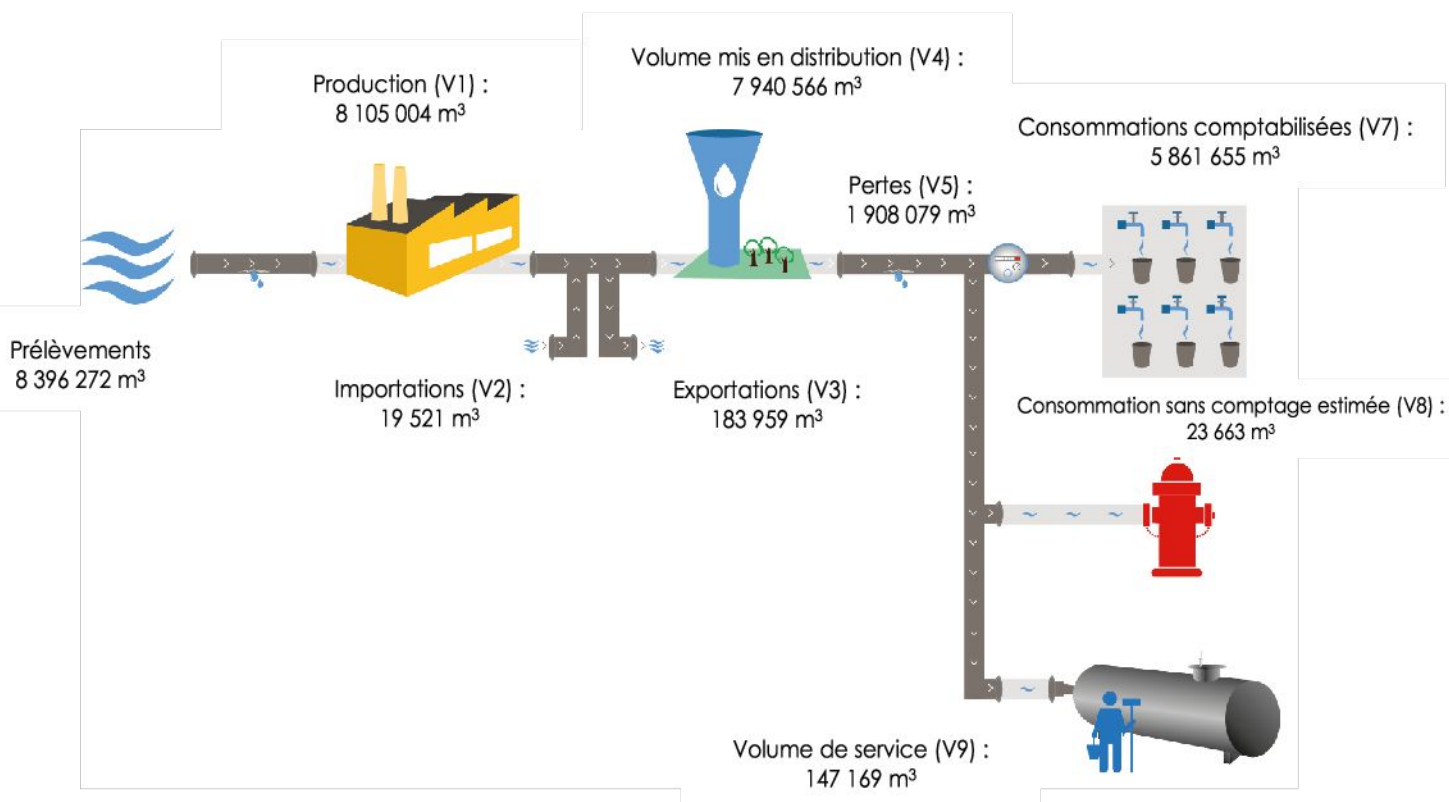 Volume mis en distribution (V4) :
7 940 566 m³
Production (V1) :
8 105 004 m³
Consommations comptabilisées (V7) :
5 861 655 m³
Pertes (V5) :
1 908 079 m³
Prélèvements
8 396 272 m³
Importations (V2) :
19 521 m³
Exportations (V3) :
183 959 m³
Consommation sans comptage estimée (V8) :
23 663 m³
Volume de service (V9) :
147 169 m³